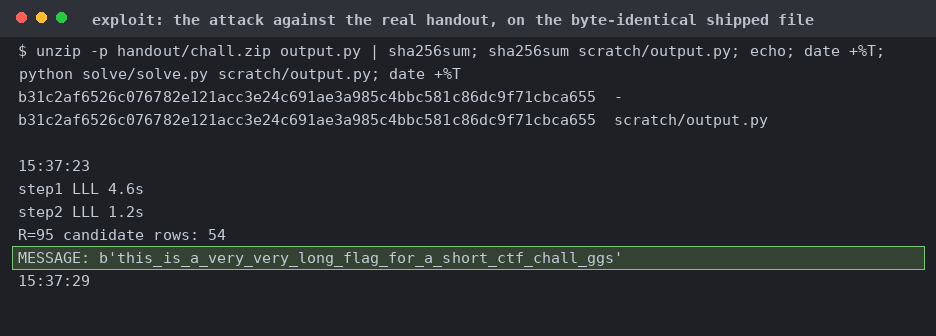 exploit: the attack against the real handout, on the byte-identical shipped file
$ unzip -p handout/chall.zip output.py | sha256sum; sha256sum scratch/output.py; echo; date +%T;
python solve/solve.py scratch/output.py; date +%T
b31c2af6526c076782e121acc3e24c691ae3a985c4bbc581c86dc9f71cbca655  -
b31c2af6526c076782e121acc3e24c691ae3a985c4bbc581c86dc9f71cbca655  scratch/output.py
15:37:23
step1 LLL 4.6s
step2 LLL 1.2s
R=95 candidate rows: 54
MESSAGE: b'this_is_a_very_very_long_flag_for_a_short_ctf_chall_ggs'
15:37:29